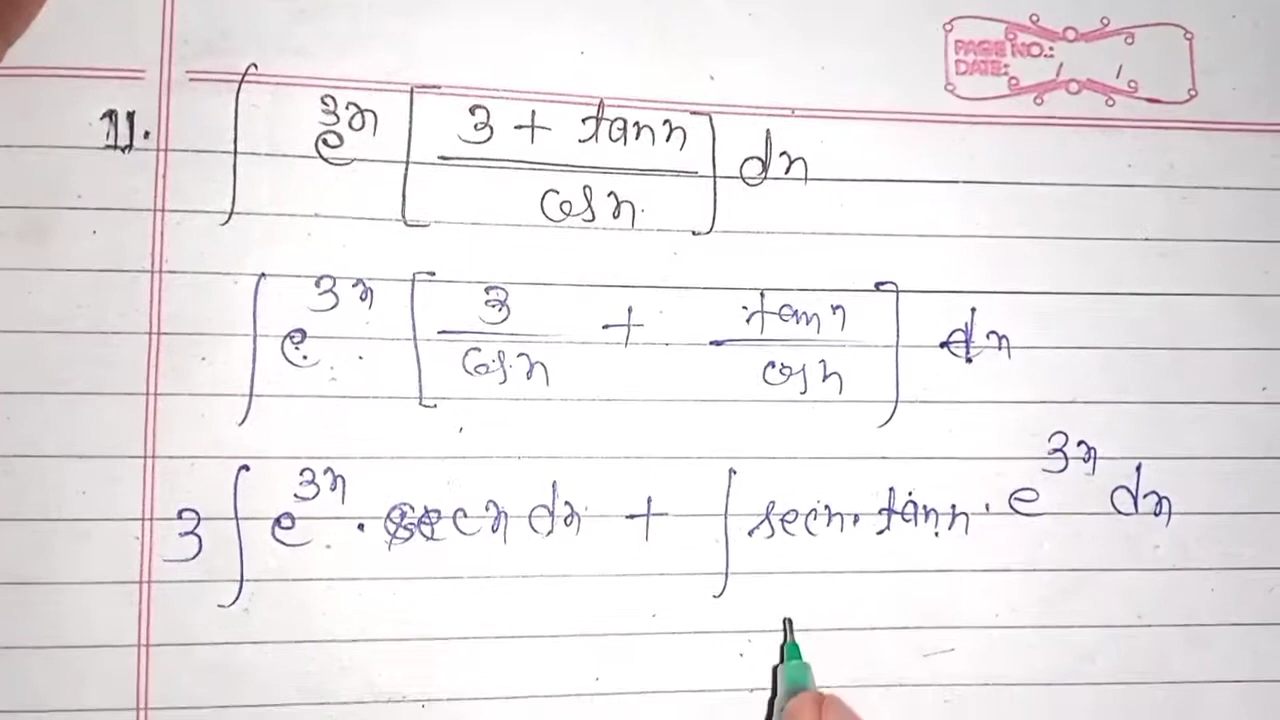 PAGE NO.:
DATE: / /
11. ∫ e^{3x} [ (3 + tan x) / cos x ] dx
∫ e^{3x} [ 3 / cos x + tan x / cos x ] dx
3 ∫ e^{3x} · sec x dx + ∫ sec x · tan x · e^{3x} dx